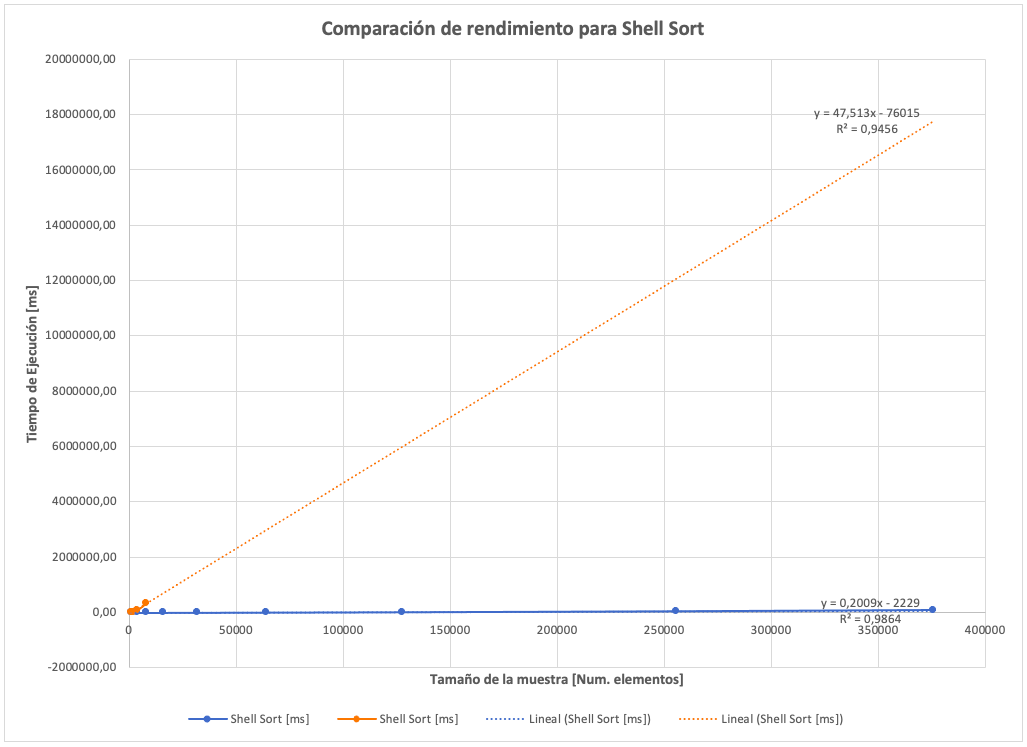 Comparación de rendimiento para Shell Sort
20000000,00
18000000,00
16000000,00
14000000,00
12000000,00
10000000,00
8000000,00
6000000,00
4000000,00
2000000,00
0,00
-2000000,00
Tiempo de Ejecución [ms]
y = 47,513x - 76015
R² = 0,9456
y = 0,2009x - 2229
R² = 0,9864
0 50000 100000 150000 200000 250000 300000 350000 400000
Tamaño de la muestra [Num. elementos]
Shell Sort [ms] Shell Sort [ms] Lineal (Shell Sort [ms]) Lineal (Shell Sort [ms])